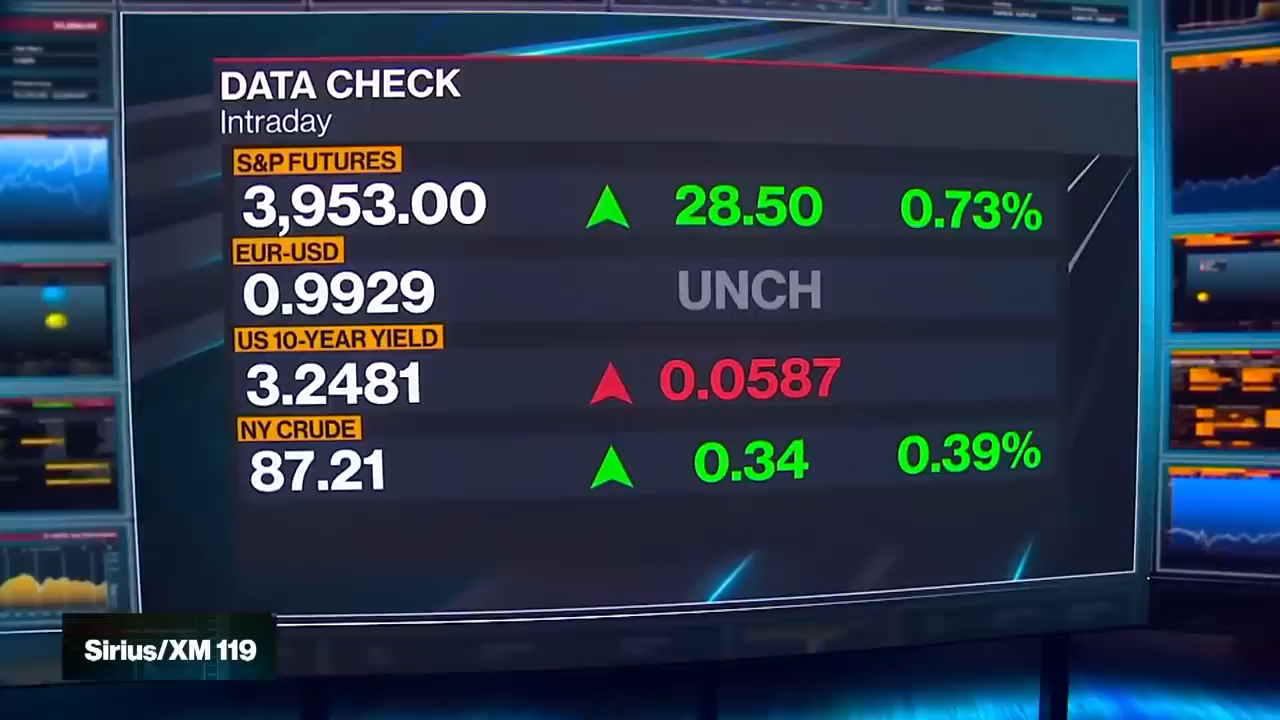 DATA CHECK
Intraday
S&P FUTURES
3,953.00 28.50 0.73%
EUR-USD
0.9929 UNCH
US 10-YEAR YIELD
3.2481 0.0587
NY CRUDE
87.21 0.34 0.39%
Sirius/XM 119